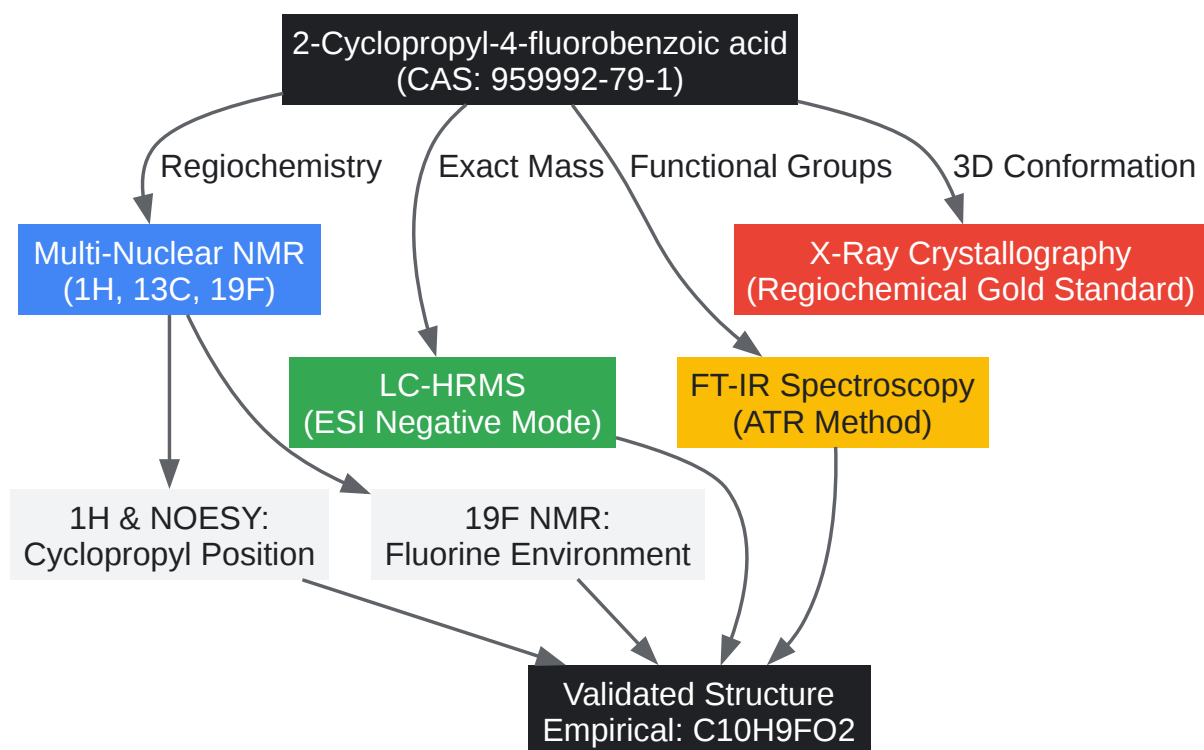 2-Cyclopropyl-4-fluorobenzoic acid
(CAS: 959992-79-1)
Regiochemistry
Exact Mass
Functional Groups
3D Conformation
Multi-Nuclear NMR
(1H, 13C, 19F)
X-Ray Crystallography
(Regiochemical Gold Standard)
LC-HRMS
(ESI Negative Mode)
FT-IR Spectroscopy
(ATR Method)
1H & NOESY:
Cyclopropyl Position
19F NMR:
Fluorine Environment
Validated Structure
Empirical: C10H9FO2